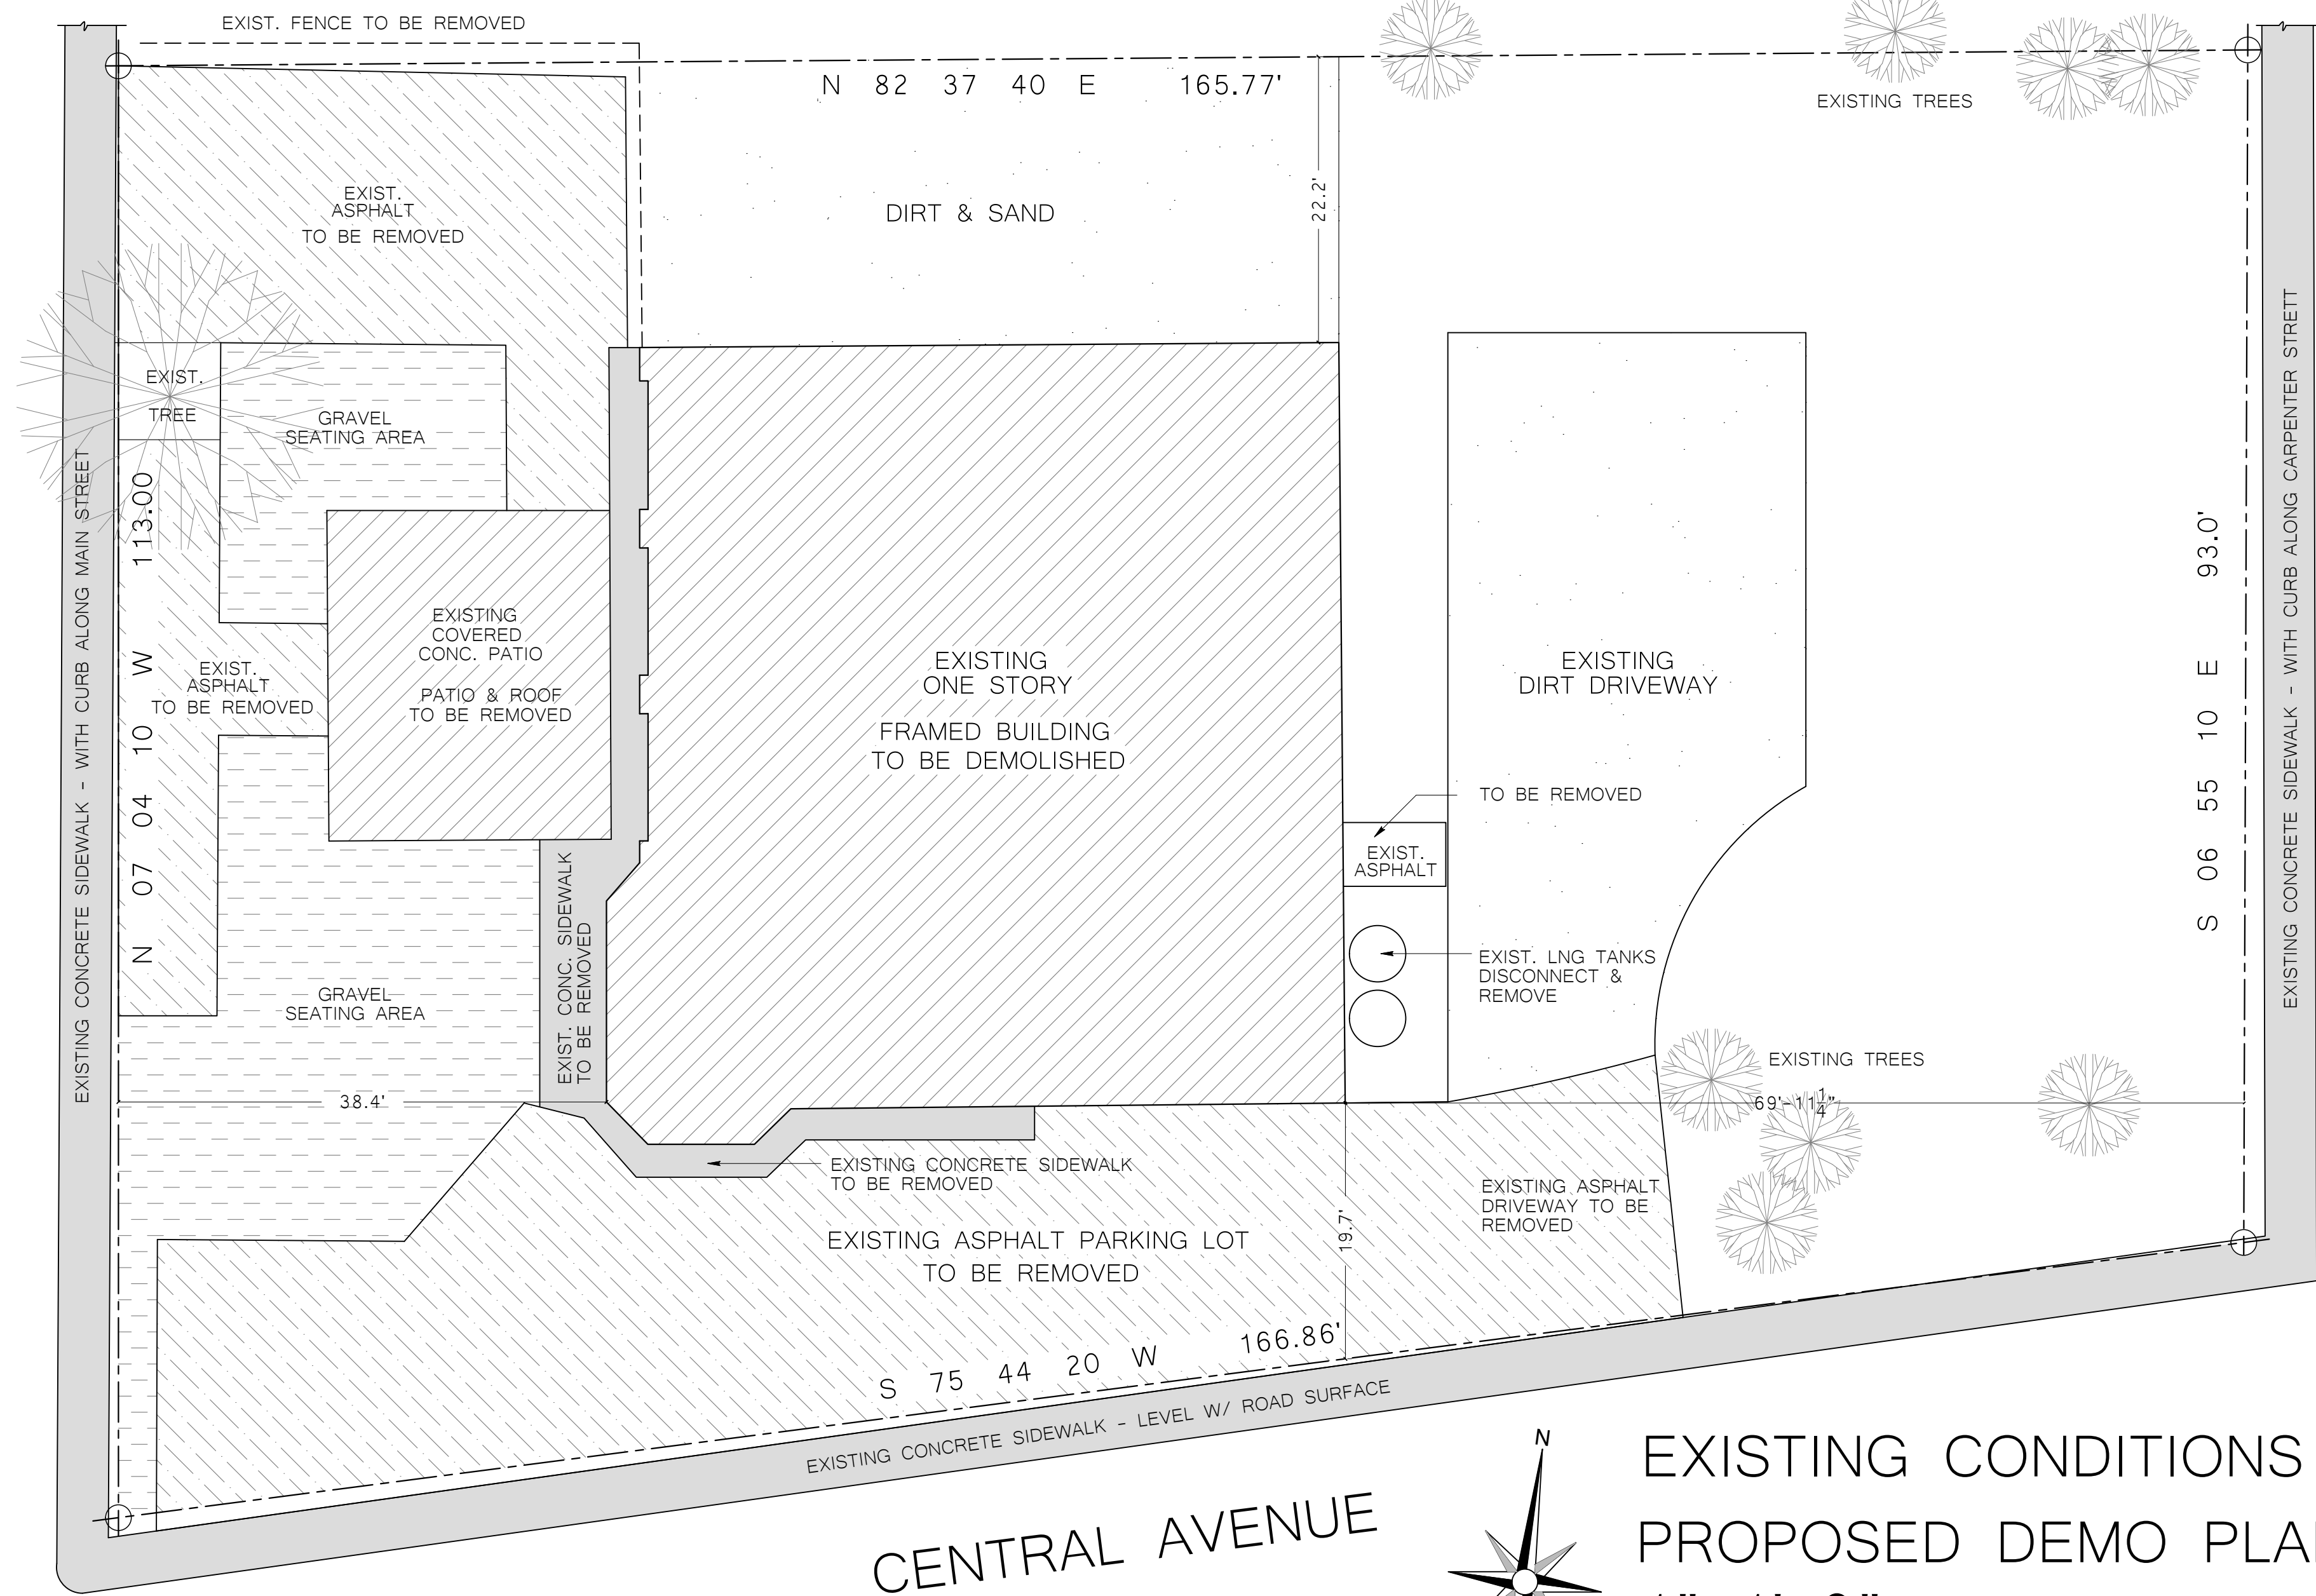 EXIST. FENCE TO BE REMOVED
N 82 37 40 E 165.77'
EXISTING TREES
EXIST.
ASPHALT
TO BE REMOVED
DIRT & SAND
22.2'
EXIST.
TREE
GRAVEL
SEATING AREA
EXISTING CONCRETE SIDEWALK - WITH CURB ALONG MAIN STREET
N 07 04 10 W 113.00
EXISTING
COVERED
CONC. PATIO
PATIO & ROOF
TO BE REMOVED
EXIST.
ASPHALT
TO BE REMOVED
EXISTING
ONE STORY
FRAMED BUILDING
TO BE DEMOLISHED
EXISTING
DIRT DRIVEWAY
S 06 55 10 E 93.0'
EXISTING CONCRETE SIDEWALK - WITH CURB ALONG CARPENTER STRETT
TO BE REMOVED
EXIST.
ASPHALT
EXIST. CONC. SIDEWALK
TO BE REMOVED
EXIST. LNG TANKS
DISCONNECT &
REMOVE
GRAVEL
SEATING AREA
EXISTING TREES
38.4'
69'-11 1/4"
EXISTING CONCRETE SIDEWALK
TO BE REMOVED
EXISTING ASPHALT
DRIVEWAY TO BE
REMOVED
EXISTING ASPHALT PARKING LOT
TO BE REMOVED
19.7'
S 75 44 20 W 166.86'
EXISTING CONCRETE SIDEWALK - LEVEL W/ ROAD SURFACE
CENTRAL AVENUE
N
EXISTING CONDITIONS
PROPOSED DEMO PLA